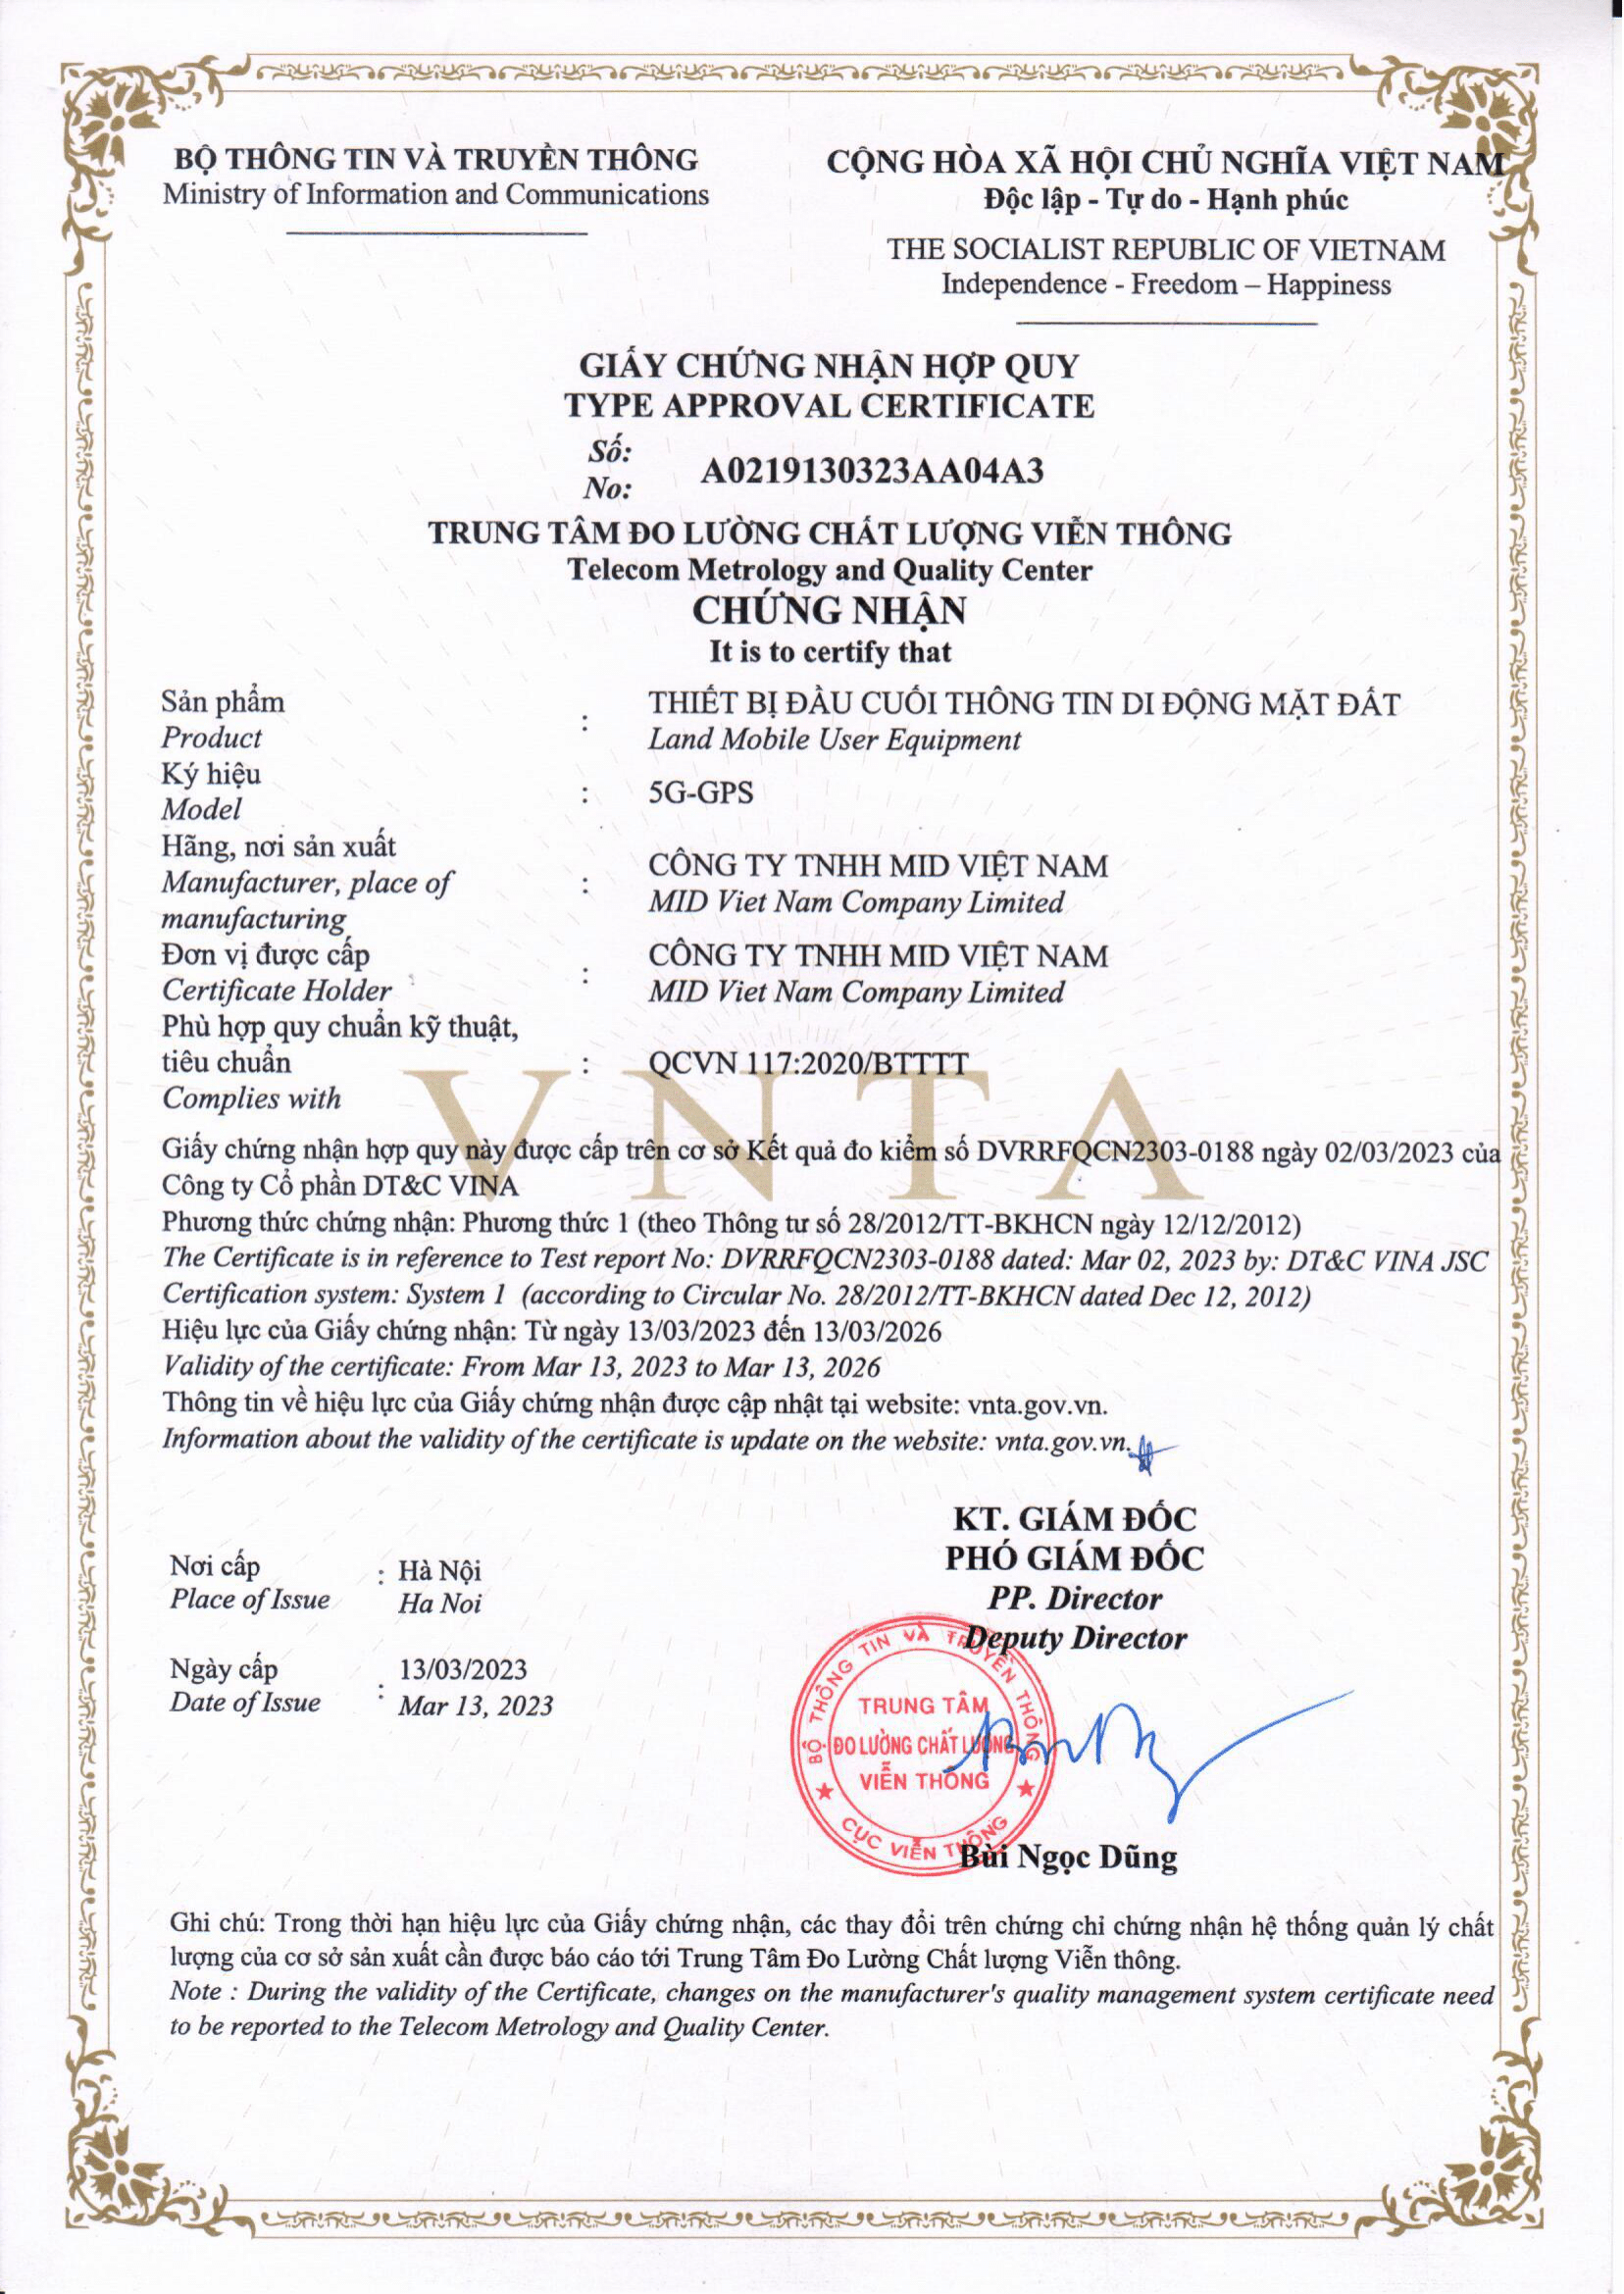 BỘ THÔNG TIN VÀ TRUYỀN THÔNG
Ministry of Information and Communications
CỘNG HÒA XÃ HỘI CHỦ NGHĨA VIỆT NAM
Độc lập - Tự do - Hạnh phúc
THE SOCIALIST REPUBLIC OF VIETNAM
Independence - Freedom – Happiness
GIẤY CHỨNG NHẬN HỢP QUY
TYPE APPROVAL CERTIFICATE
Số:
No:
A0219130323AA04A3
TRUNG TÂM ĐO LƯỜNG CHẤT LƯỢNG VIỄN THÔNG
Telecom Metrology and Quality Center
CHỨNG NHẬN
It is to certify that
Sản phẩm
Product
:
THIẾT BỊ ĐẦU CUỐI THÔNG TIN DI ĐỘNG MẶT ĐẤT
Land Mobile User Equipment
Ký hiệu
Model
:
5G-GPS
Hãng, nơi sản xuất
Manufacturer, place of
manufacturing
:
CÔNG TY TNHH MID VIỆT NAM
MID Viet Nam Company Limited
Đơn vị được cấp
Certificate Holder
:
CÔNG TY TNHH MID VIỆT NAM
MID Viet Nam Company Limited
Phù hợp quy chuẩn kỹ thuật,
tiêu chuẩn
Complies with
:
QCVN 117:2020/BTTTT
VNTA
Giấy chứng nhận hợp quy này được cấp trên cơ sở Kết quả đo kiểm số DVRRFQCN2303-0188 ngày 02/03/2023 của
Công ty Cổ phần DT&C VINA
Phương thức chứng nhận: Phương thức 1 (theo Thông tư số 28/2012/TT-BKHCN ngày 12/12/2012)
The Certificate is in reference to Test report No: DVRRFQCN2303-0188 dated: Mar 02, 2023 by: DT&C VINA JSC
Certification system: System 1 (according to Circular No. 28/2012/TT-BKHCN dated Dec 12, 2012)
Hiệu lực của Giấy chứng nhận: Từ ngày 13/03/2023 đến 13/03/2026
Validity of the certificate: From Mar 13, 2023 to Mar 13, 2026
Thông tin về hiệu lực của Giấy chứng nhận được cập nhật tại website: vnta.gov.vn.
Information about the validity of the certificate is update on the website: vnta.gov.vn.
KT. GIÁM ĐỐC
PHÓ GIÁM ĐỐC
PP. Director
Deputy Director
Nơi cấp
Place of Issue
:
Hà Nội
Ha Noi
Ngày cấp
Date of Issue
:
13/03/2023
Mar 13, 2023
BỘ THÔNG TIN VÀ TRUYỀN THÔNG
TRUNG TÂM
ĐO LƯỜNG CHẤT LƯỢNG
VIỄN THÔNG
CỤC VIỄN THÔNG
Bùi Ngọc Dũng
Ghi chú: Trong thời hạn hiệu lực của Giấy chứng nhận, các thay đổi trên chứng chỉ chứng nhận hệ thống quản lý chất
lượng của cơ sở sản xuất cần được báo cáo tới Trung Tâm Đo Lường Chất lượng Viễn thông.
Note : During the validity of the Certificate, changes on the manufacturer's quality management system certificate need
to be reported to the Telecom Metrology and Quality Center.